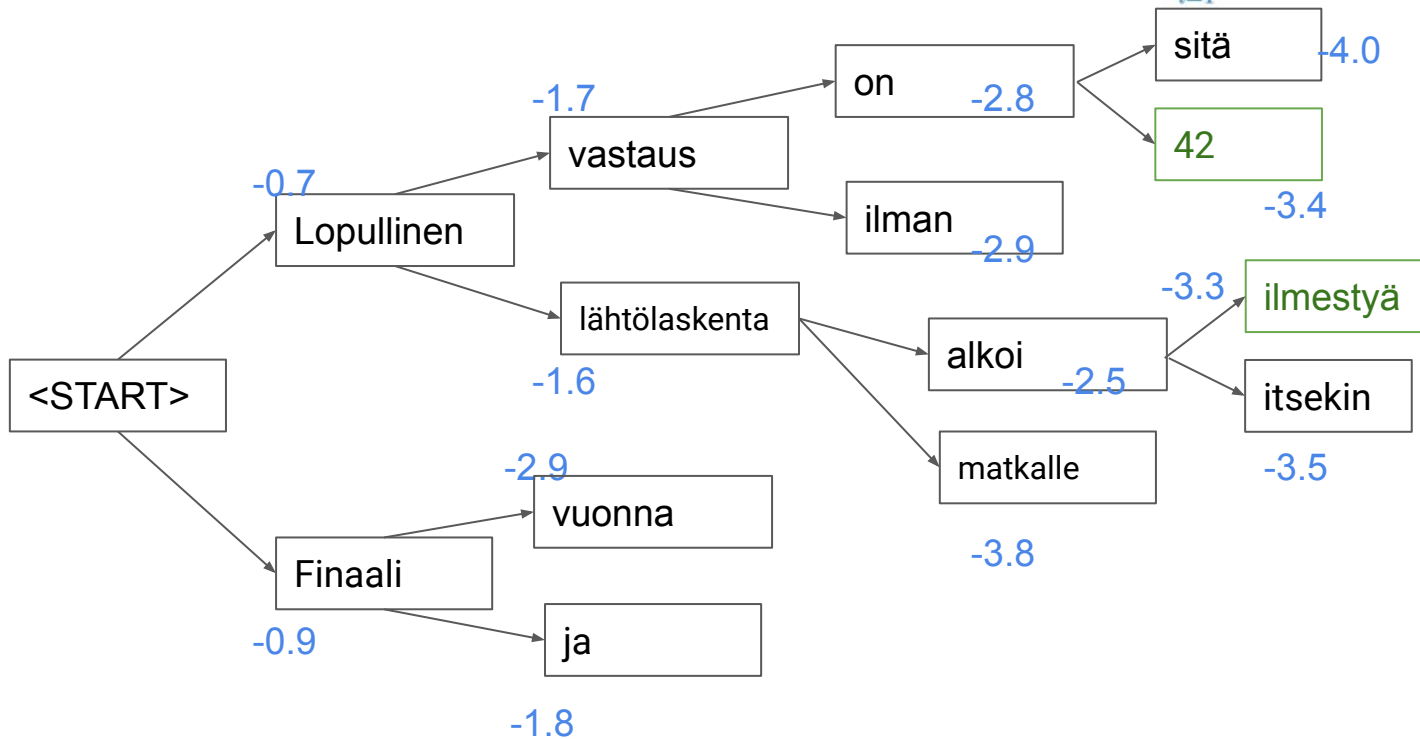 sitä
-4.0
on
-2.8
-1.7
42
vastaus
-0.7
-3.4
Lopullinen
ilman
-2.9
-3.3
ilmestyä
lähtölaskenta
alkoi
-2.5
-1.6
<START>
itsekin
-2.9
matkalle
-3.5
vuonna
-3.8
Finaali
-0.9
ja
-1.8